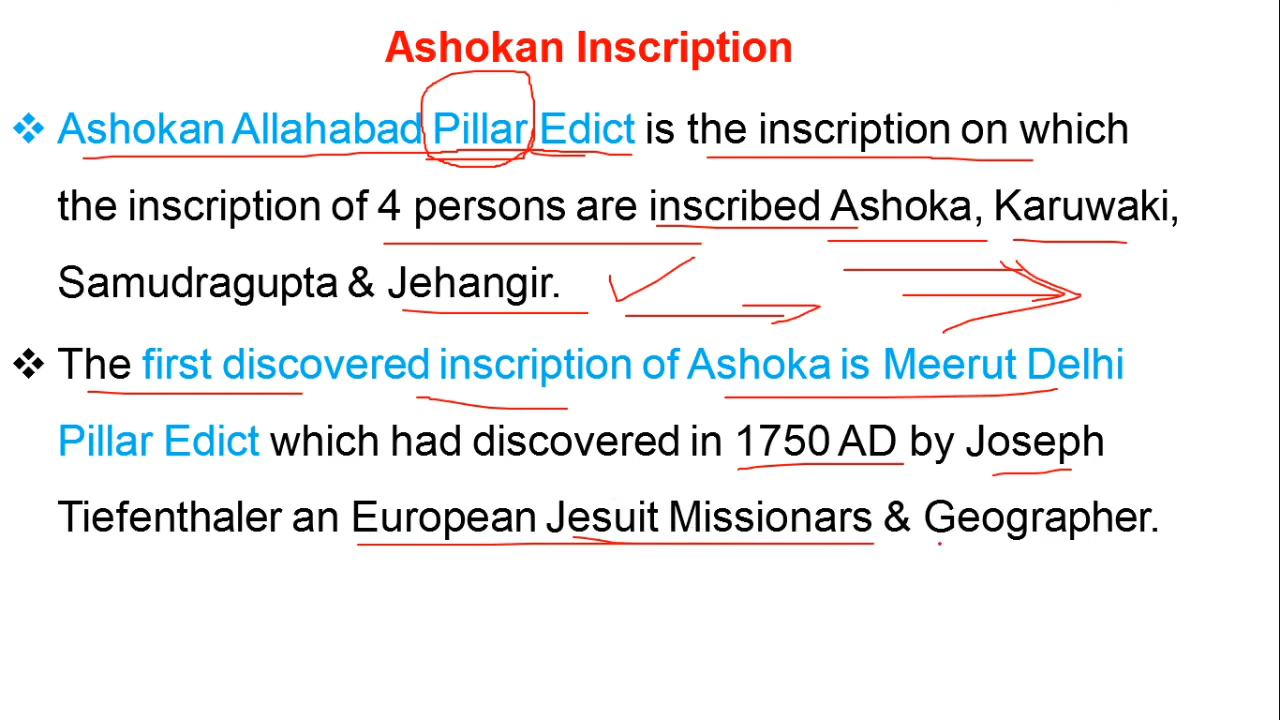 Ashokan Inscription
❖ Ashokan Allahabad Pillar Edict is the inscription on which
the inscription of 4 persons are inscribed Ashoka, Karuwaki,
Samudragupta & Jehangir.
❖ The first discovered inscription of Ashoka is Meerut Delhi
Pillar Edict which had discovered in 1750 AD by Joseph
Tiefenthaler an European Jesuit Missionars & Geographer.